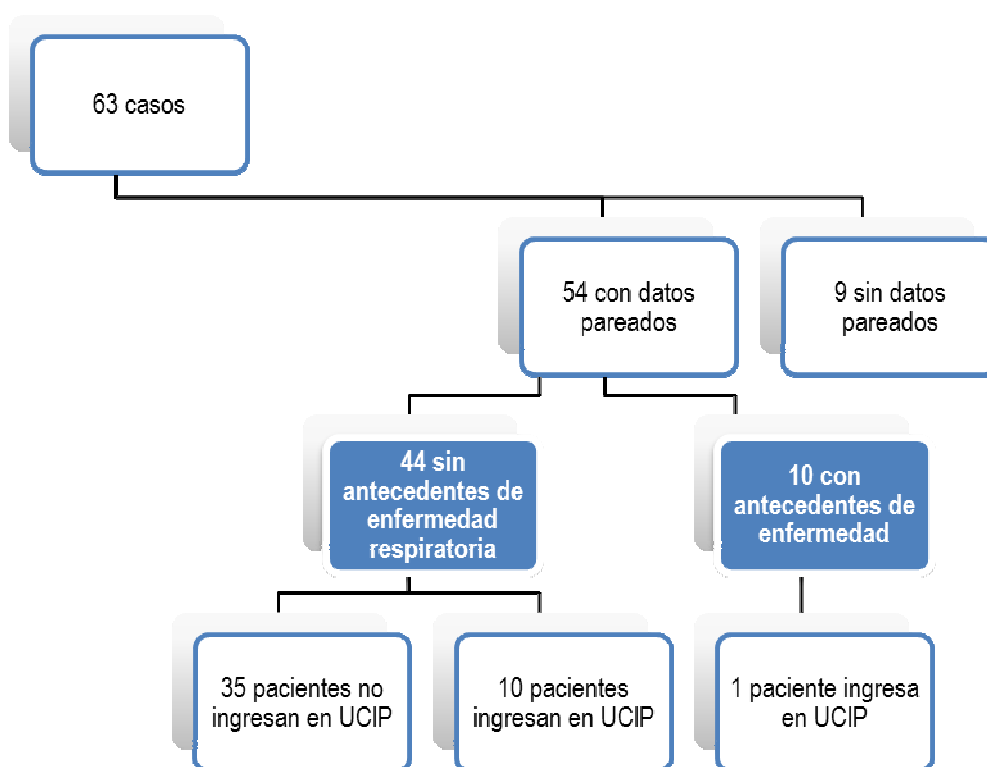 63 casos
54 con datos
pareados
9 sin datos
pareados
44 sin
antecedentes de
enfermedad
respiratoria
10 con
antecedentes de
enfermedad
35 pacientes no
ingresan en UCIP
10 pacientes
ingresan en UCIP
1 paciente ingresa
en UCIP